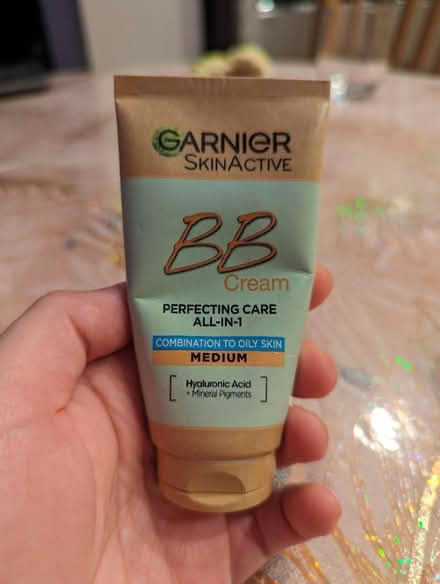 GARNIER
SKINACTIVE
BB
Cream
PERFECTING CARE
ALL-IN-1
COMBINATION TO OILY SKIN
MEDIUM
Hyaluronic Acid
+ Mineral Pigments